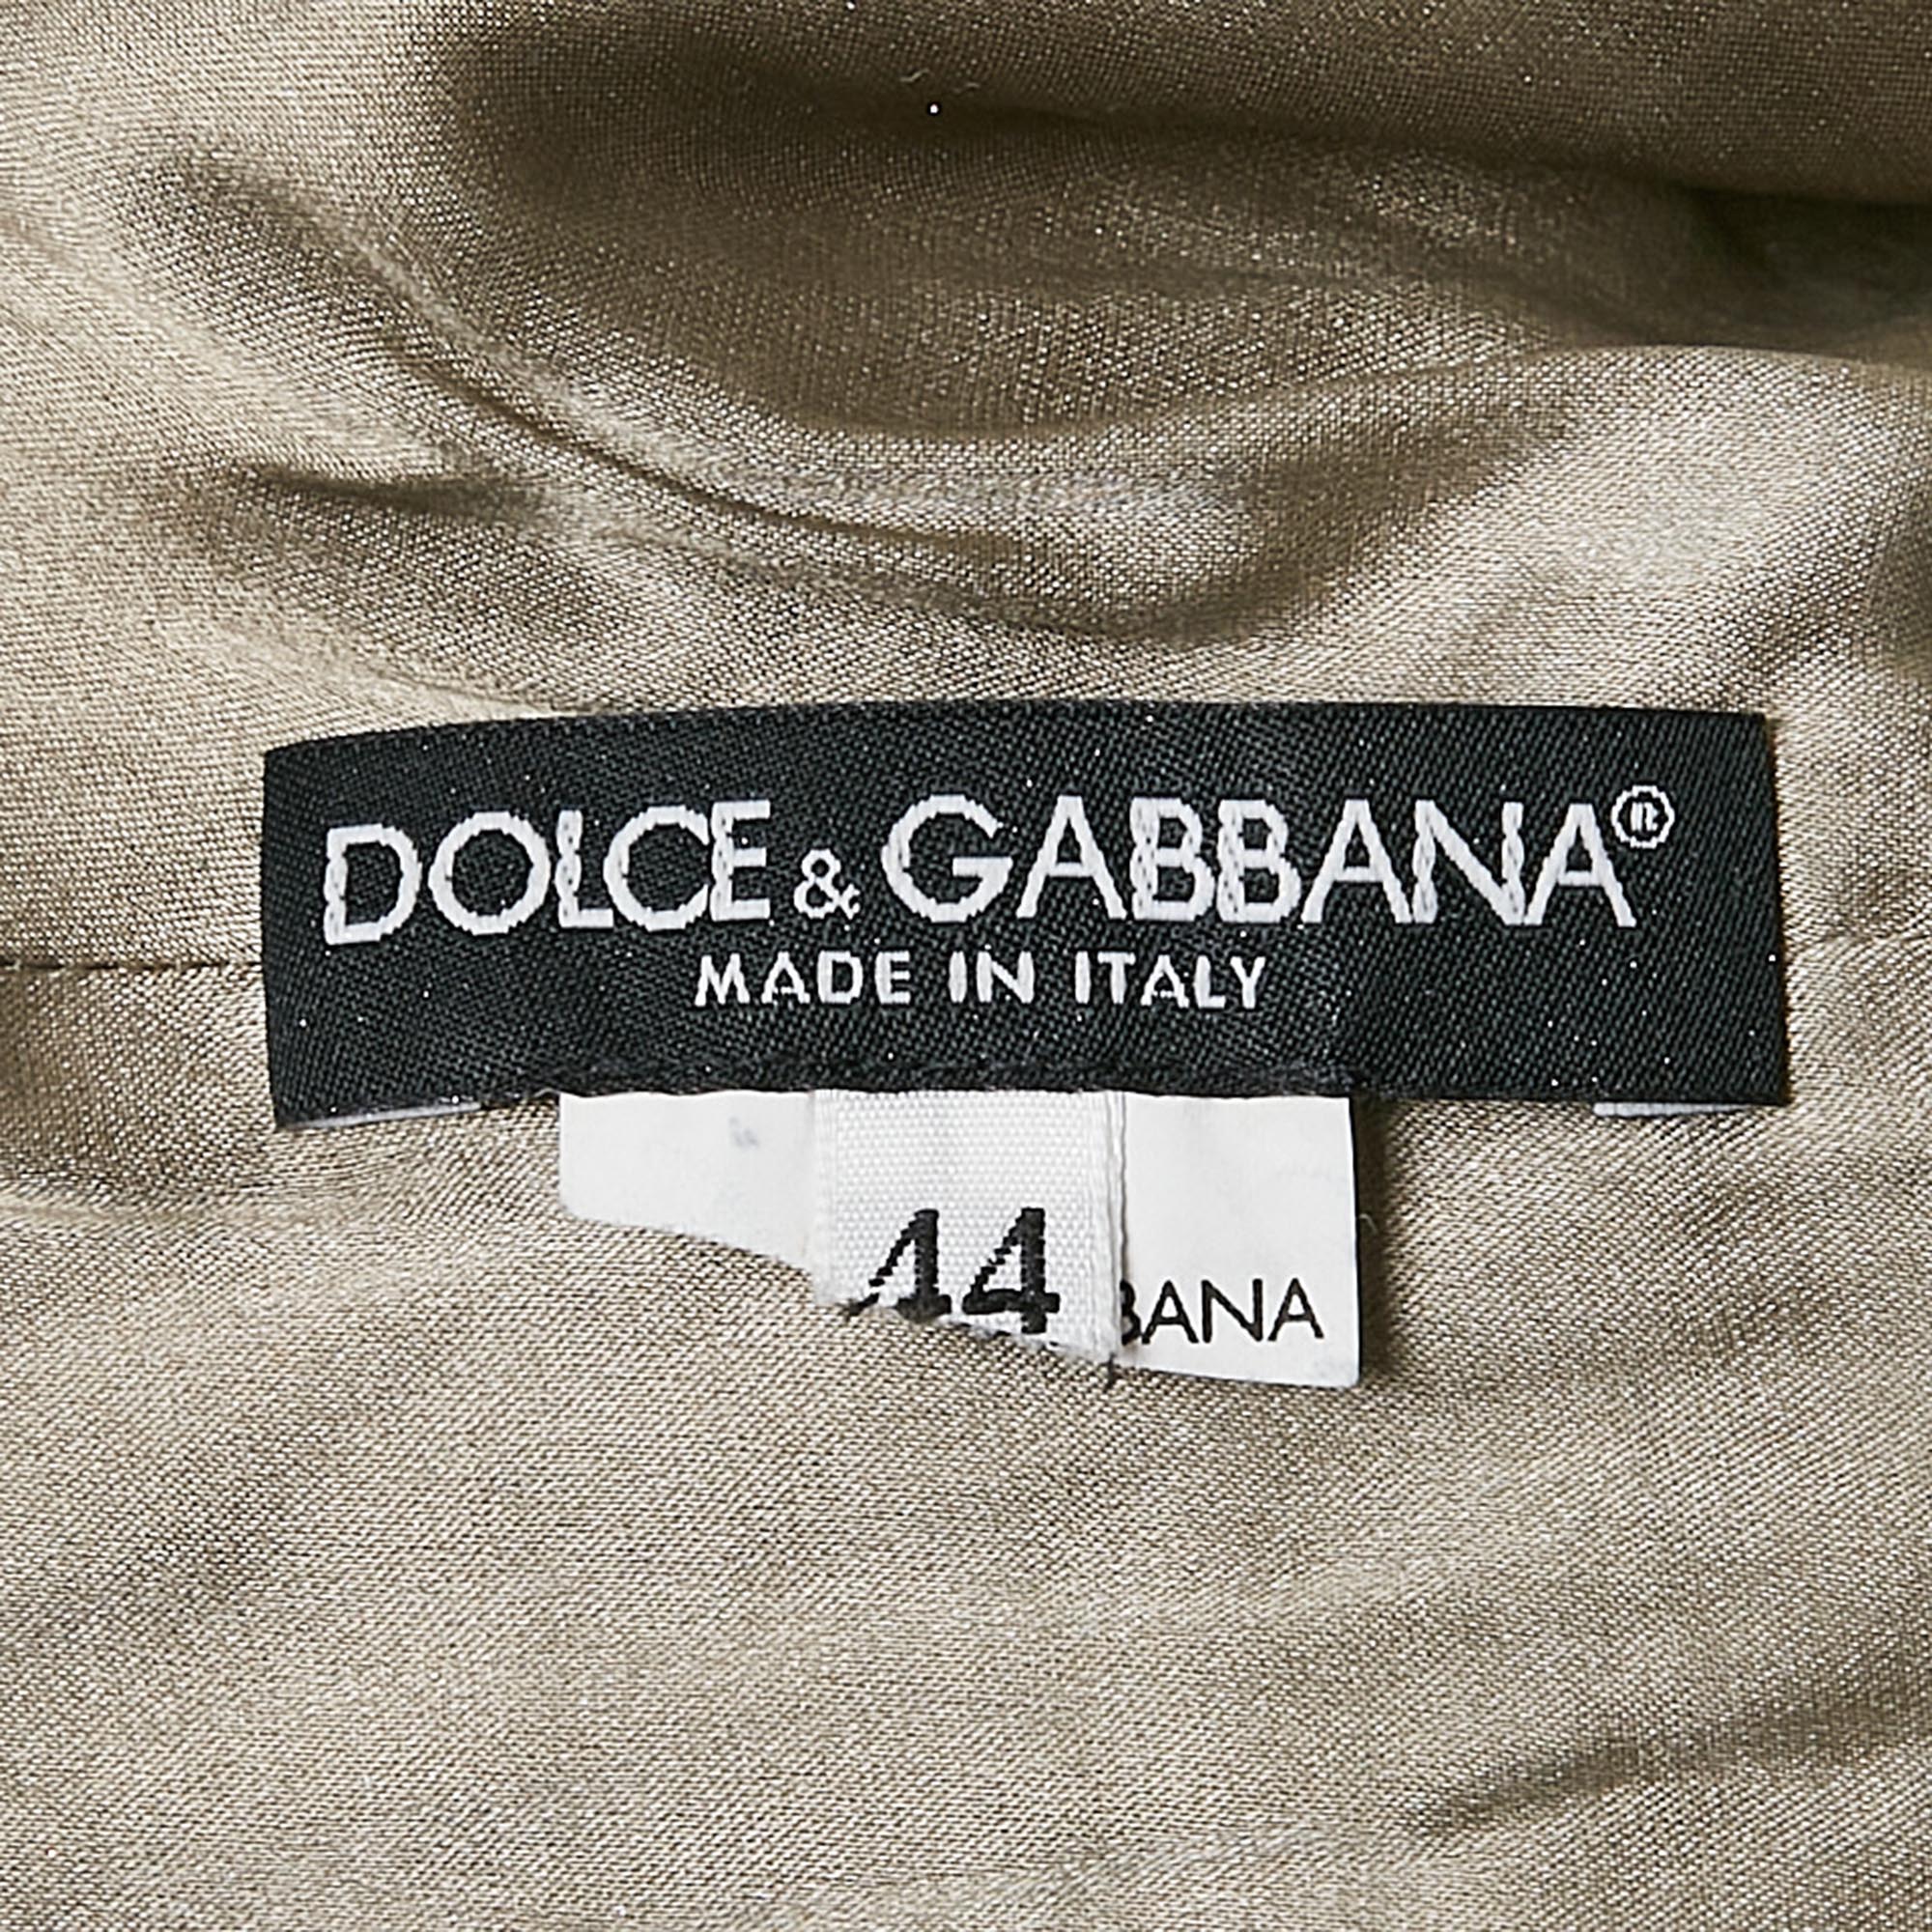 DOLCE & GABBANA®
MADE IN ITALY
44
BANA